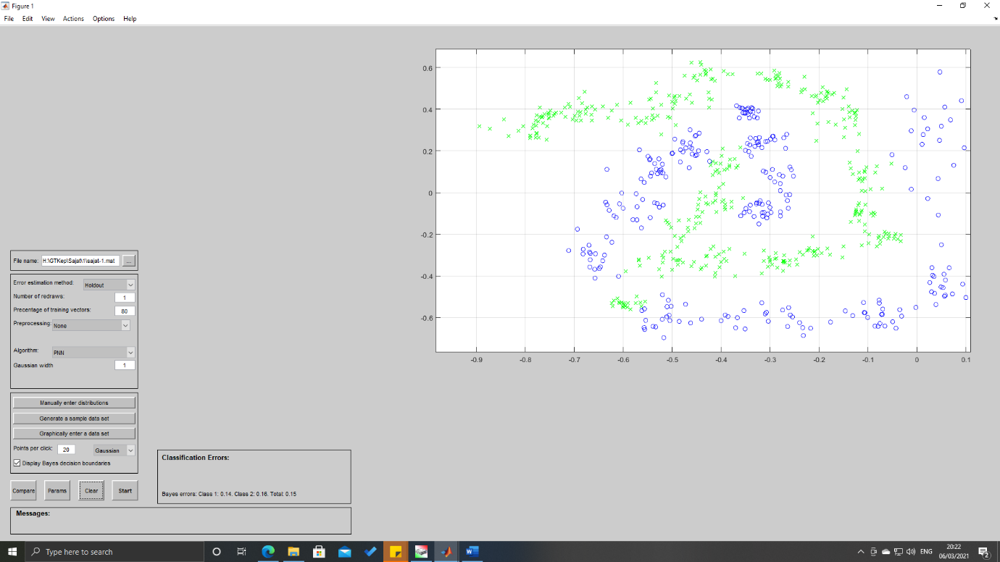 Figure 1
File Edit View Actions Options Help
0.6
0.4
0.2
0
-0.2
-0.4
-0.6
-0.9 -0.8 -0.7 -0.6 -0.5 -0.4 -0.3 -0.2 -0.1 0 0.1
File name: H:\GTKep\Sajat\1\sajat-1.mat ...
Error estimation method: Holdout
Number of redraws: 1
Precentage of training vectors: 80
Preprocessing: None
Algorithm: PNN
Gaussian width 1
Manually enter distributions
Generate a sample data set
Graphically enter a data set
Points per click: 20 Gaussian
Display Bayes decision boundaries
Compare Params Clear Start
Classification Errors:
Bayes errors: Class 1: 0.14. Class 2: 0.16. Total: 0.15
Messages:
Type here to search
ENG
20:22
06/03/2021
2